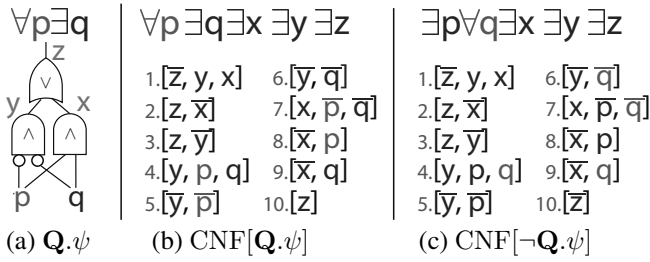 ∀p∃q
z
∨
y x
∧ ∧
p q
(a) Q.ψ
∀p ∃q∃x ∃y ∃z
1.[z̅, y, x] 6.[y̅, q̅]
2.[z, x̅] 7.[x, p̅, q̅]
3.[z, y̅] 8.[x̅, p]
4.[y, p, q] 9.[x̅, q]
5.[y̅, p̅] 10.[z]
(b) CNF[Q.ψ]
∃p∀q∃x ∃y ∃z
1.[z̅, y, x] 6.[y̅, q̅]
2.[z, x̅] 7.[x, p̅, q̅]
3.[z, y̅] 8.[x̅, p]
4.[y, p, q] 9.[x̅, q]
5.[y̅, p̅] 10.[z̅]
(c) CNF[¬Q.ψ]